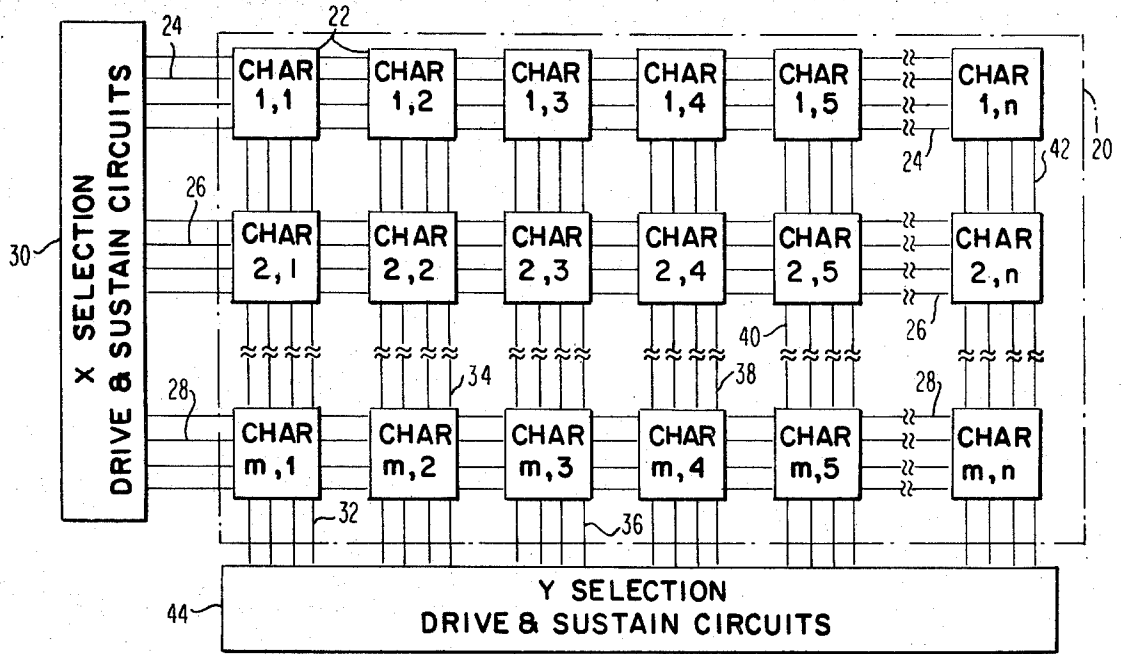 24
22
CHAR
1,1
CHAR
1,2
CHAR
1,3
CHAR
1,4
CHAR
1,5
CHAR
1,n
24
42
20
30
X SELECTION
DRIVE & SUSTAIN CIRCUITS
26
CHAR
2,1
CHAR
2,2
CHAR
2,3
CHAR
2,4
CHAR
2,5
CHAR
2,n
26
40
34
38
28
28
CHAR
m,1
CHAR
m,2
CHAR
m,3
CHAR
m,4
CHAR
m,5
CHAR
m,n
32
36
44
Y SELECTION
DRIVE & SUSTAIN CIRCUITS